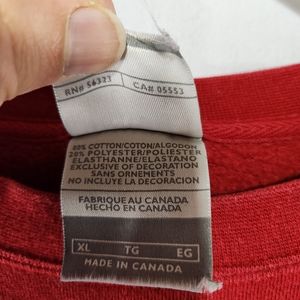 RN# 56323 CA# 05553
80% COTTON/COTON/ALGODON
20% POLYESTER/POLIESTER
ELASTHANNE/ELASTANO
EXCLUSIVE OF DECORATION
SANS ORNEMENTS
NO INCLUYE LA DECORACION
FABRIQUE AU CANADA
HECHO EN CANADA
XL TG EG
MADE IN CANADA